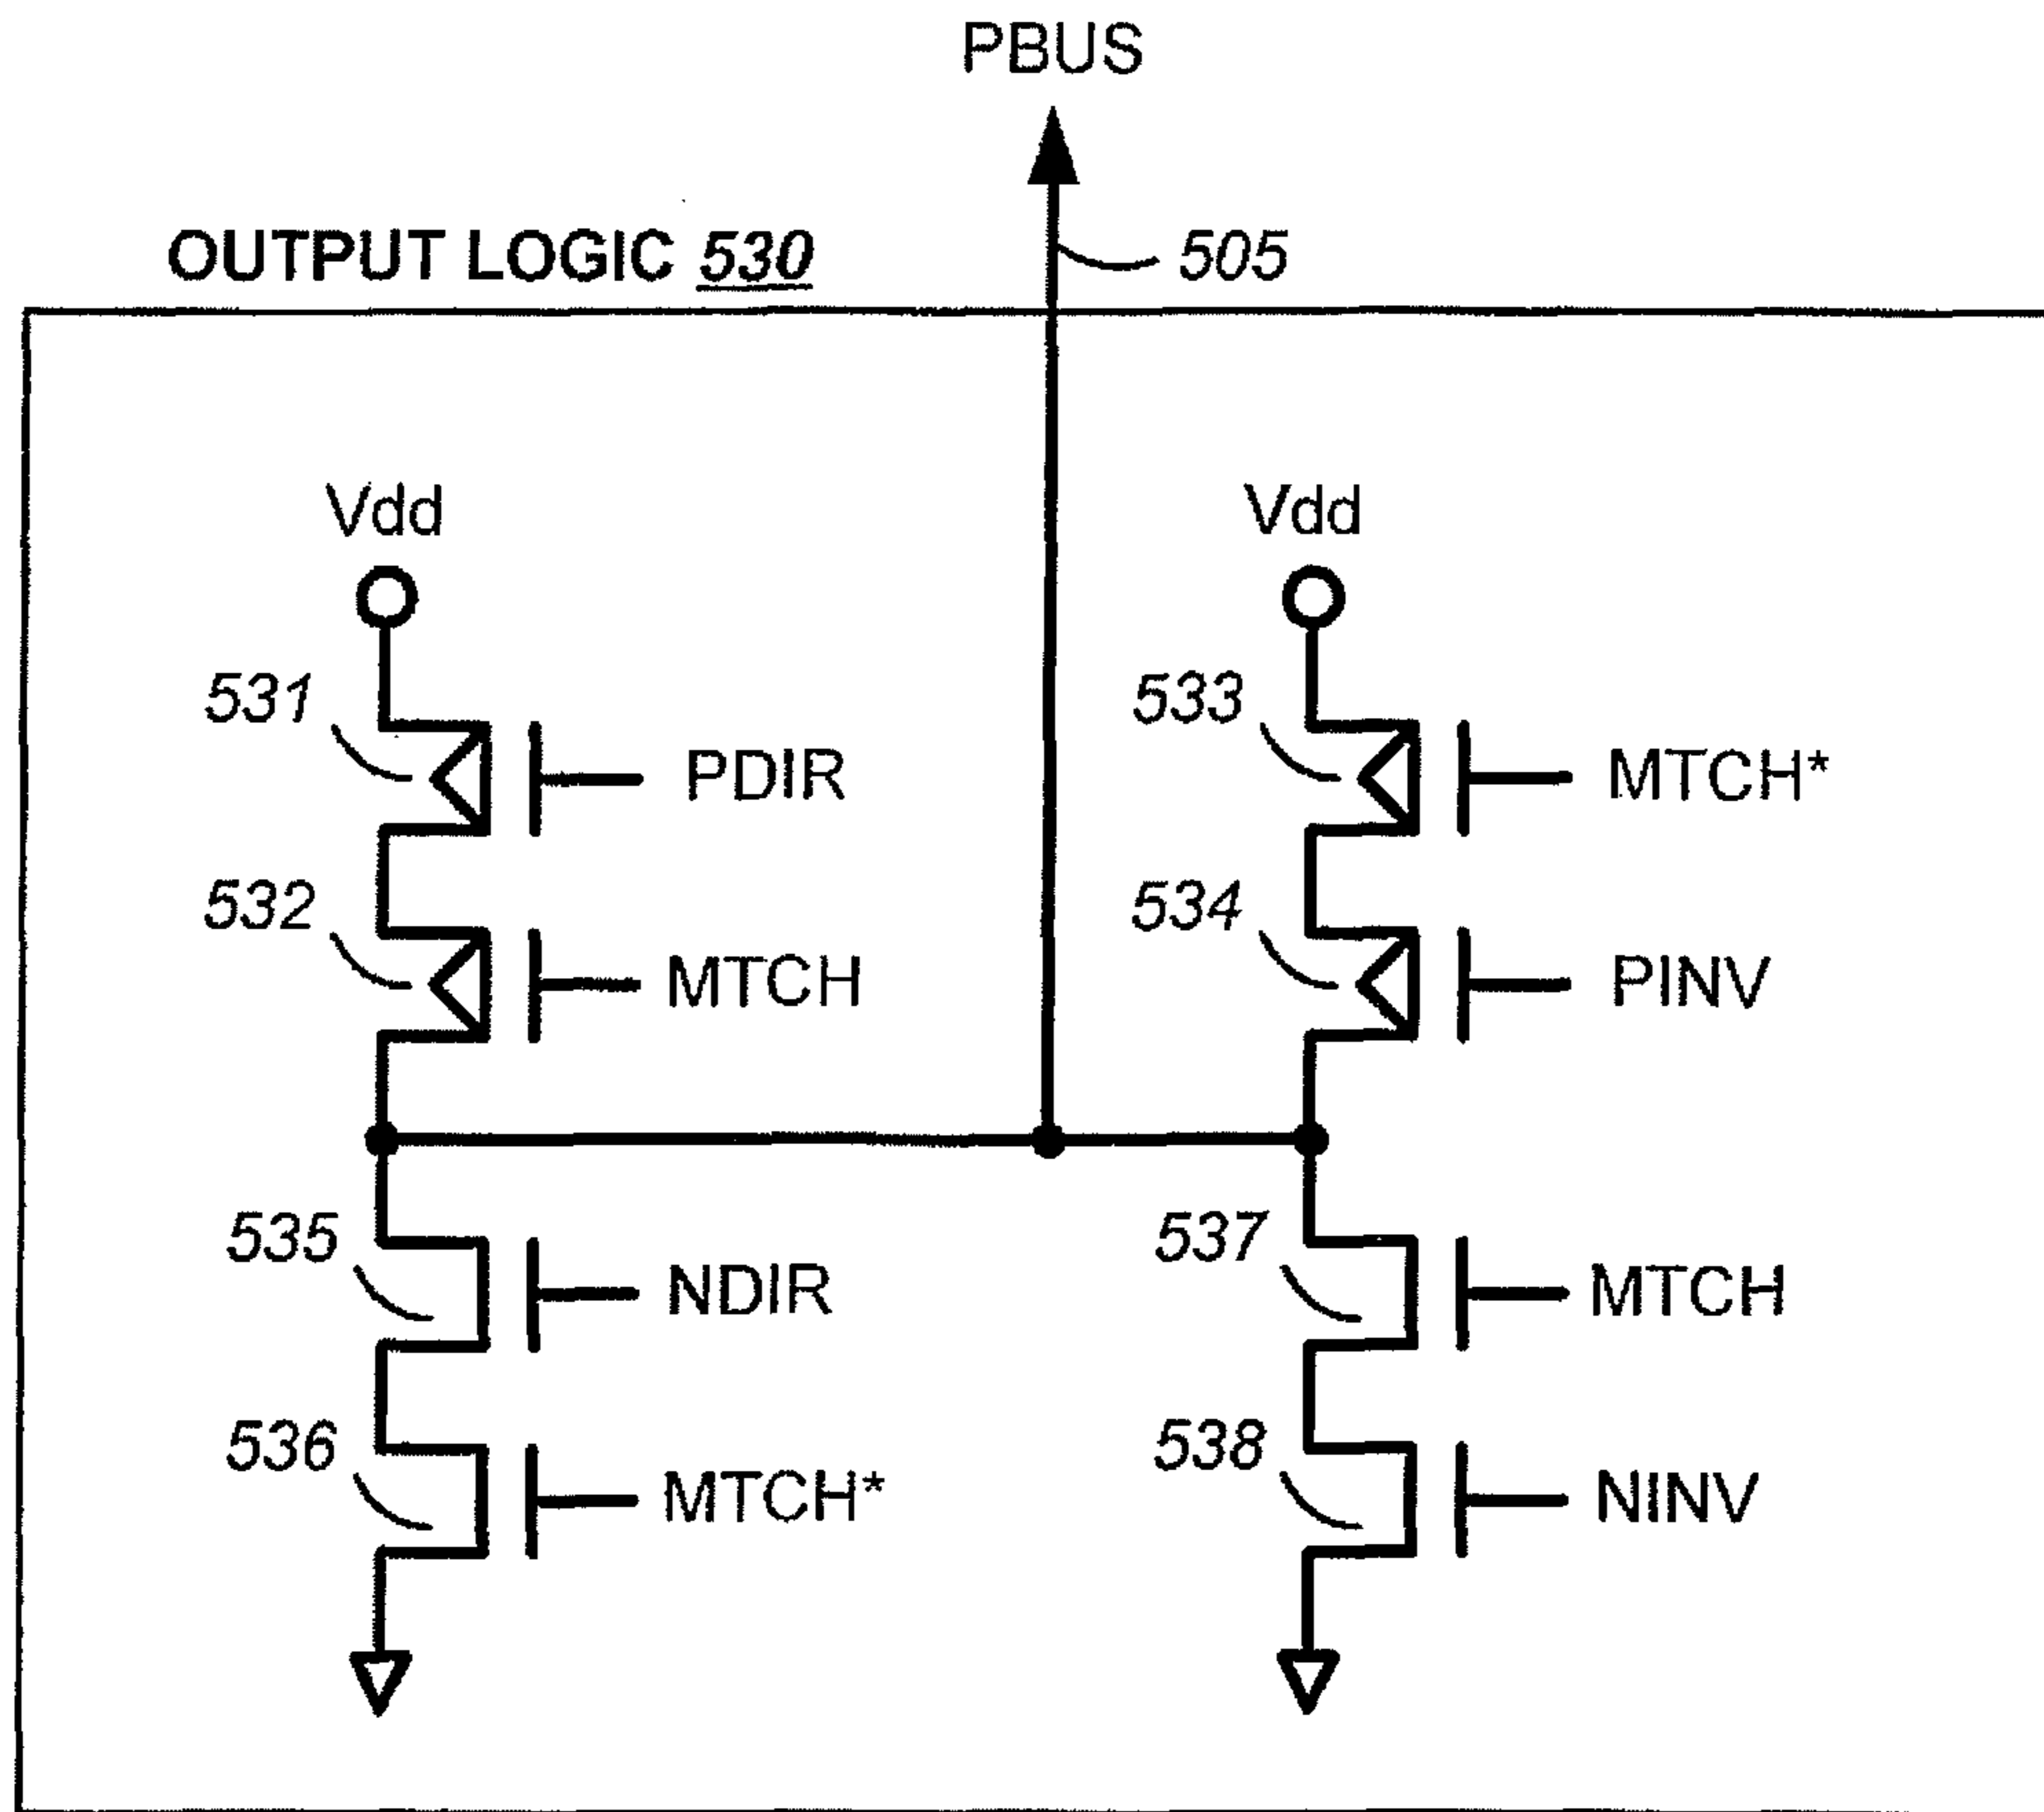 PBUS
OUTPUT LOGIC 530
505
Vdd
Vdd
531
PDIR
533
MTCH*
532
MTCH
534
PINV
535
NDIR
537
MTCH
536
MTCH*
538
NINV